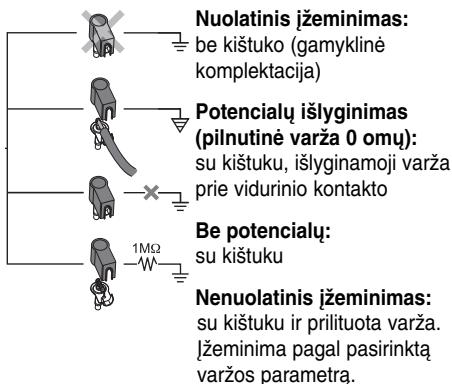 Nuolatinis įžeminimas:
be kištuko (gamyklinė
komplektacija)
Potencialų išlyginimas
(pilnutinė varža 0 omų):
su kištuku, išlyginamoji varža
prie vidurinio kontakto
Be potencialų:
su kištuku
1MΩ
Nenuolatinis įžeminimas:
su kištuku ir prilituota varža.
Įžeminima pagal pasirinktą
varžos parametrą.